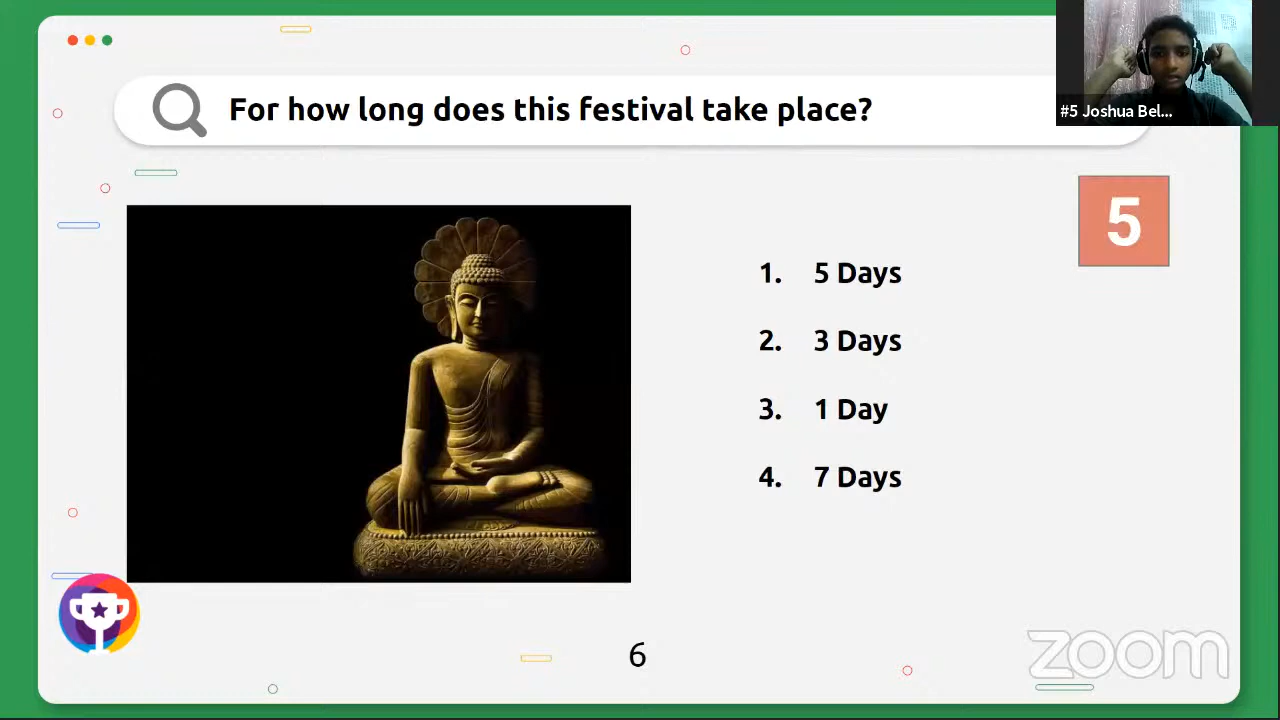 For how long does this festival take place?
#5 Joshua Bel...
5
1. 5 Days
2. 3 Days
3. 1 Day
4. 7 Days
6
zoom